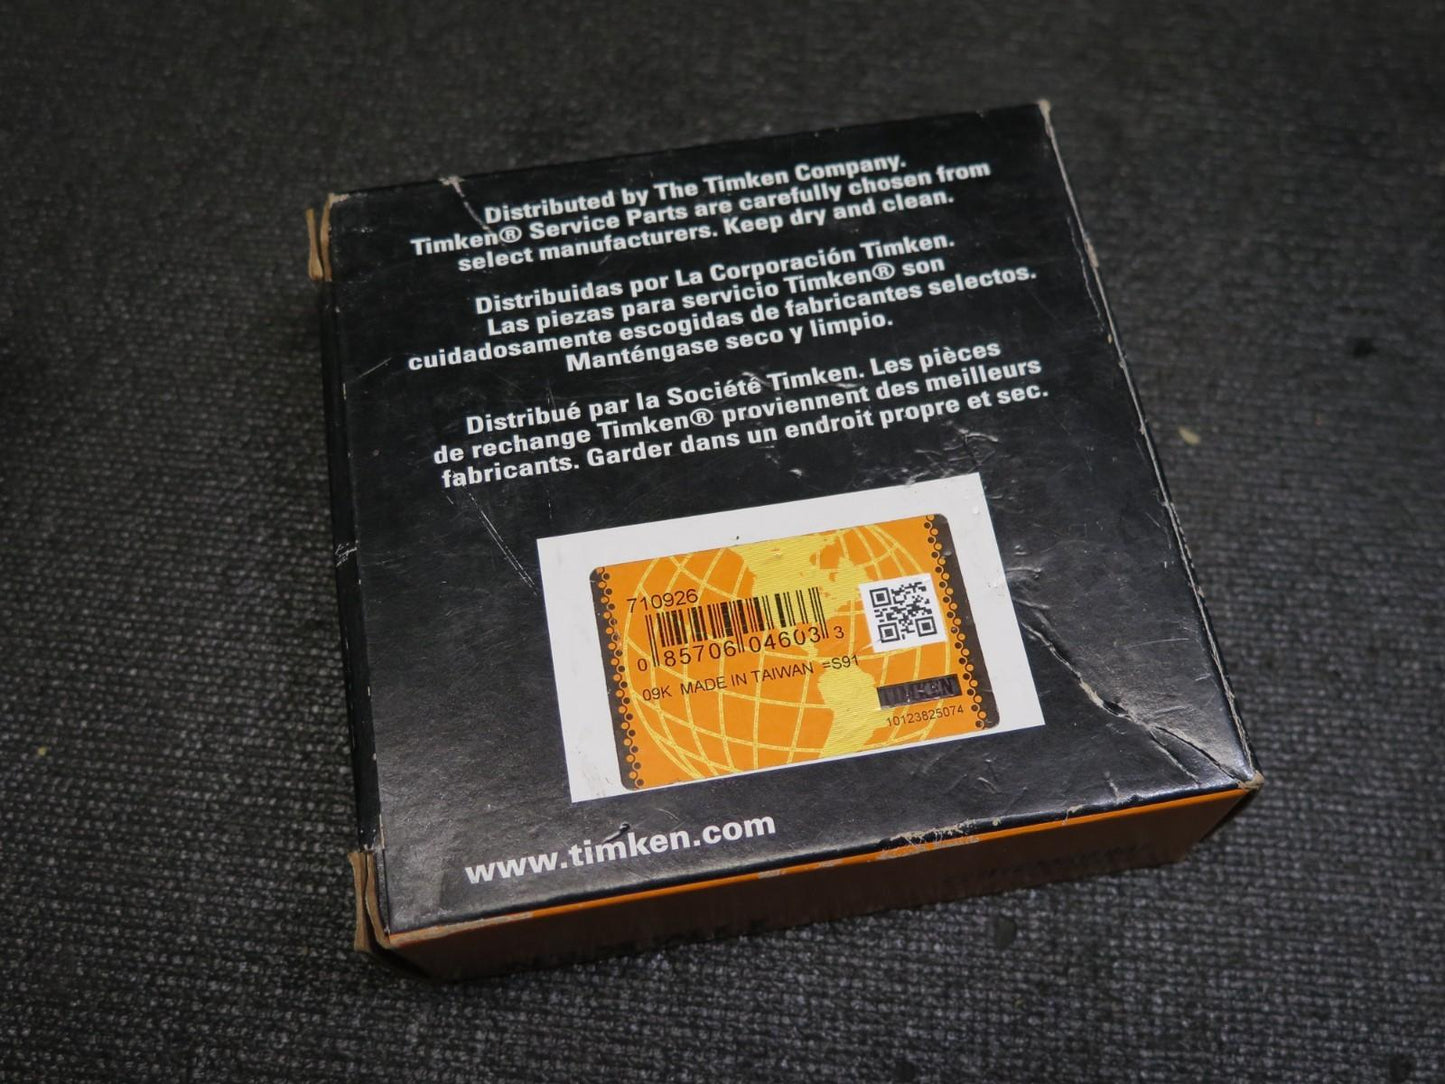 Distributed by The Timken Company.
Timken® Service Parts are carefully chosen from
select manufacturers. Keep dry and clean.
Distribuidas por La Corporación Timken.
Las piezas para servicio Timken® son
cuidadosamente escogidas de fabricantes selectos.
Manténgase seco y limpio.
Distribué par la Société Timken. Les pièces
de rechange Timken® proviennent des meilleurs
fabricants. Garder dans un endroit propre et sec.
710926
0 85706 04603 3
09K MADE IN TAIWAN =S91
TIMKEN
10123825074
www.timken.com